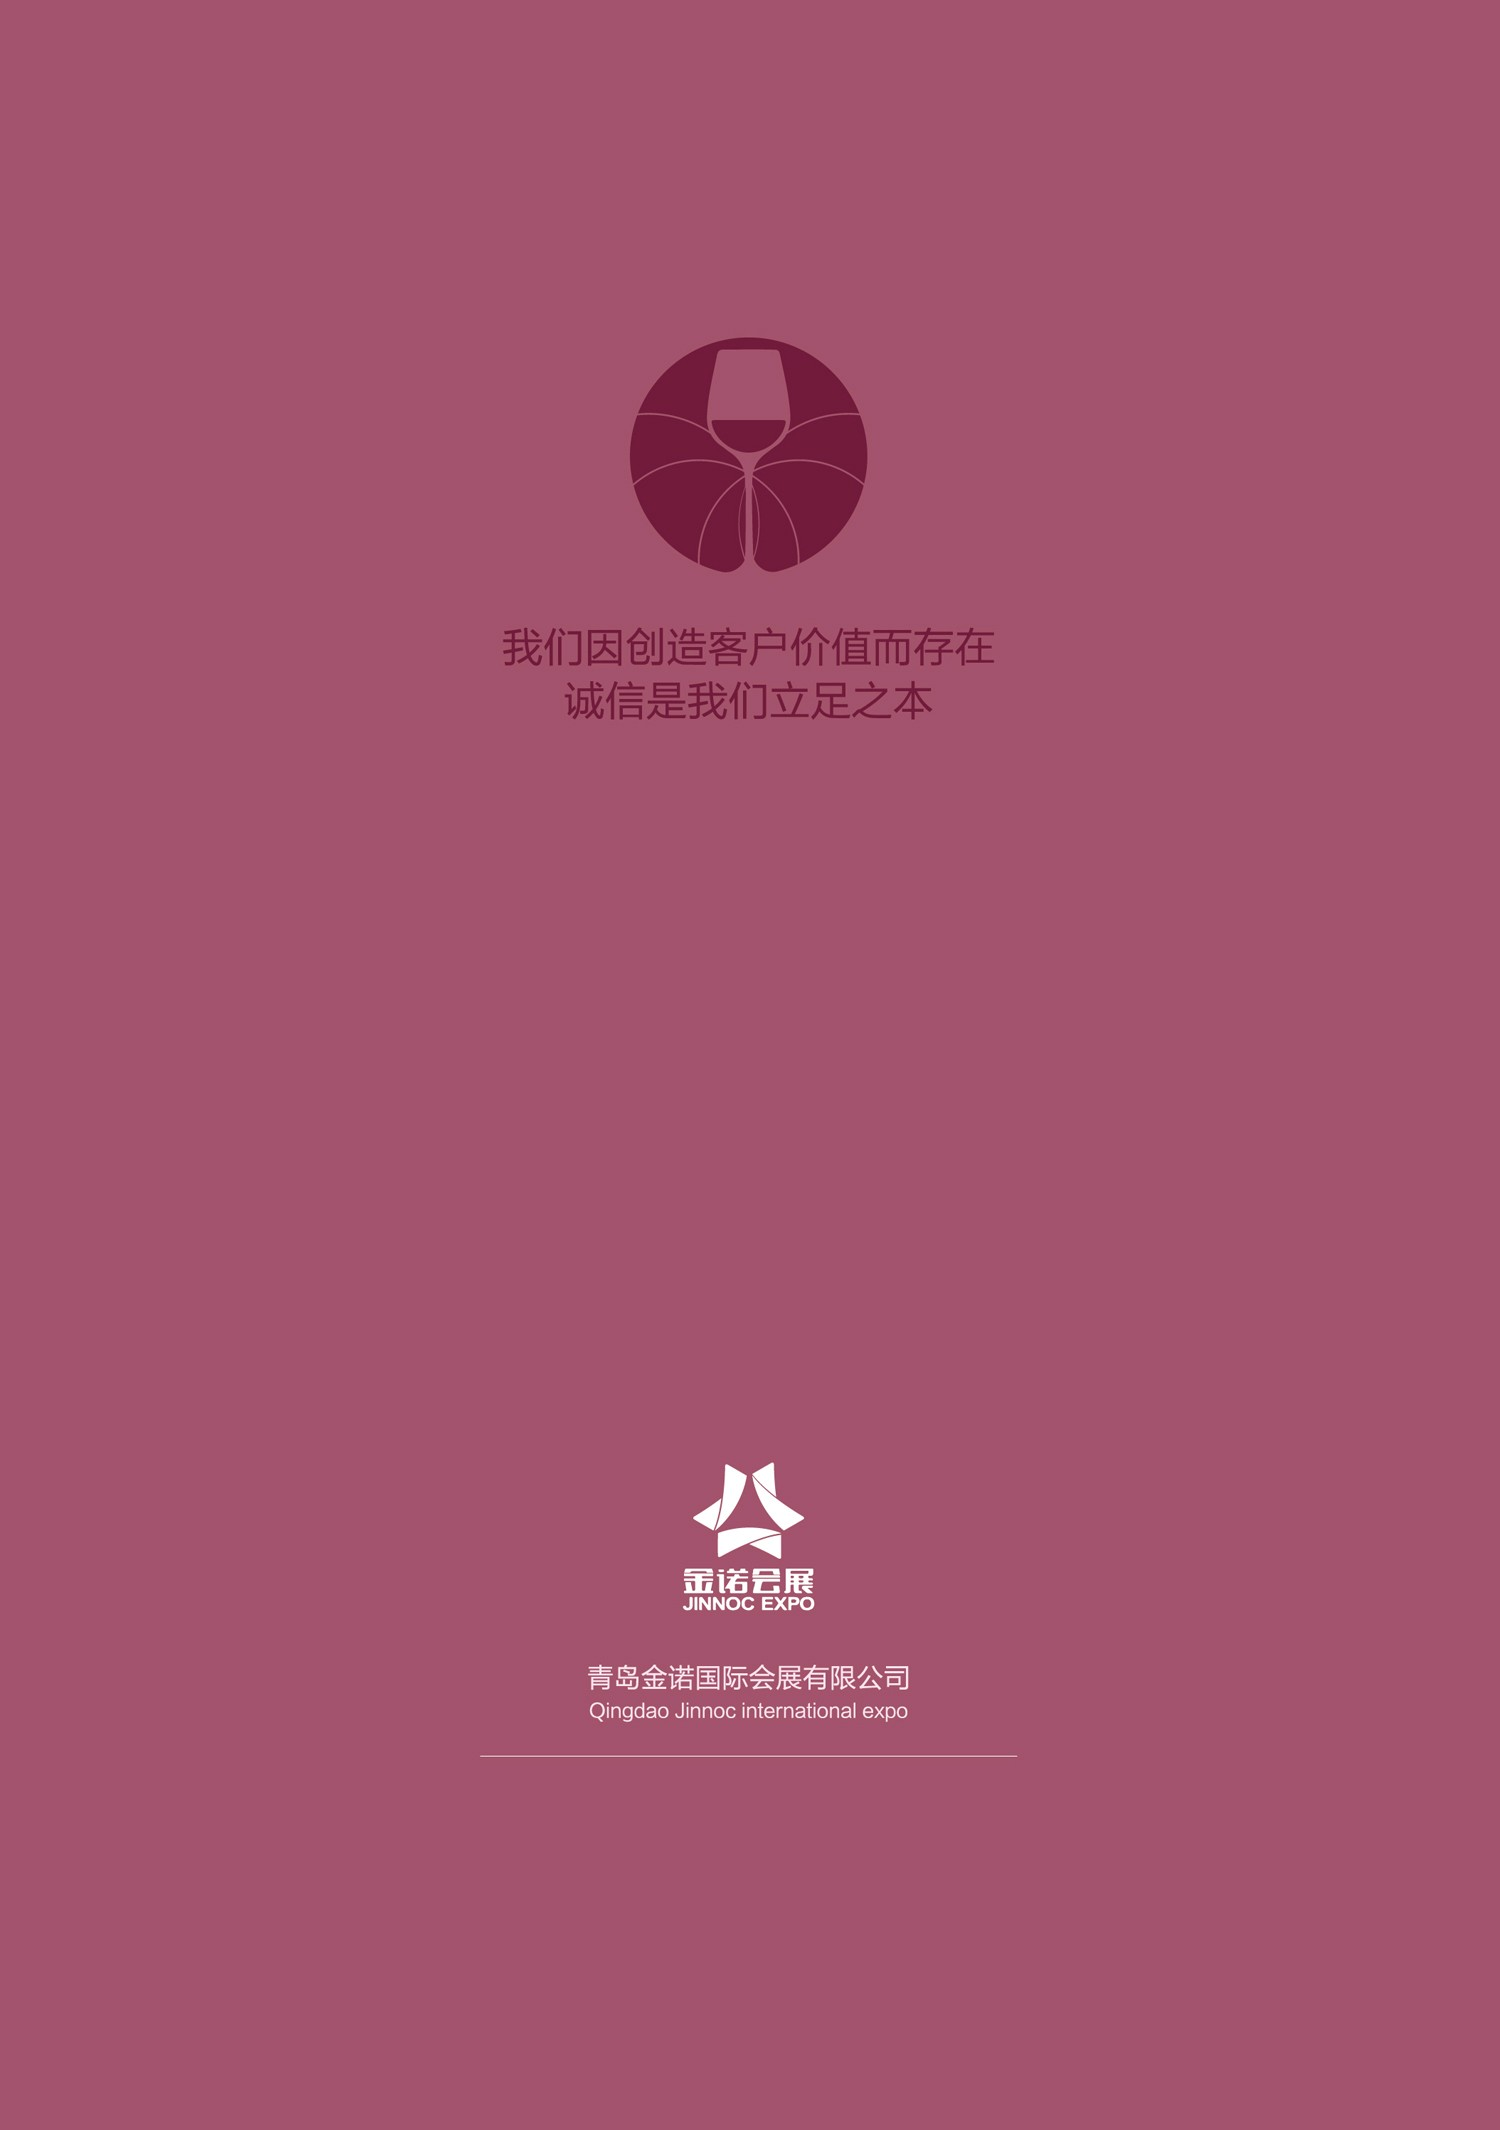 我们因创造客户价值而存在
诚信是我们立足之本
金诺会展
JINNOC EXPO
青岛金诺国际会展有限公司
Qingdao Jinnoc international expo